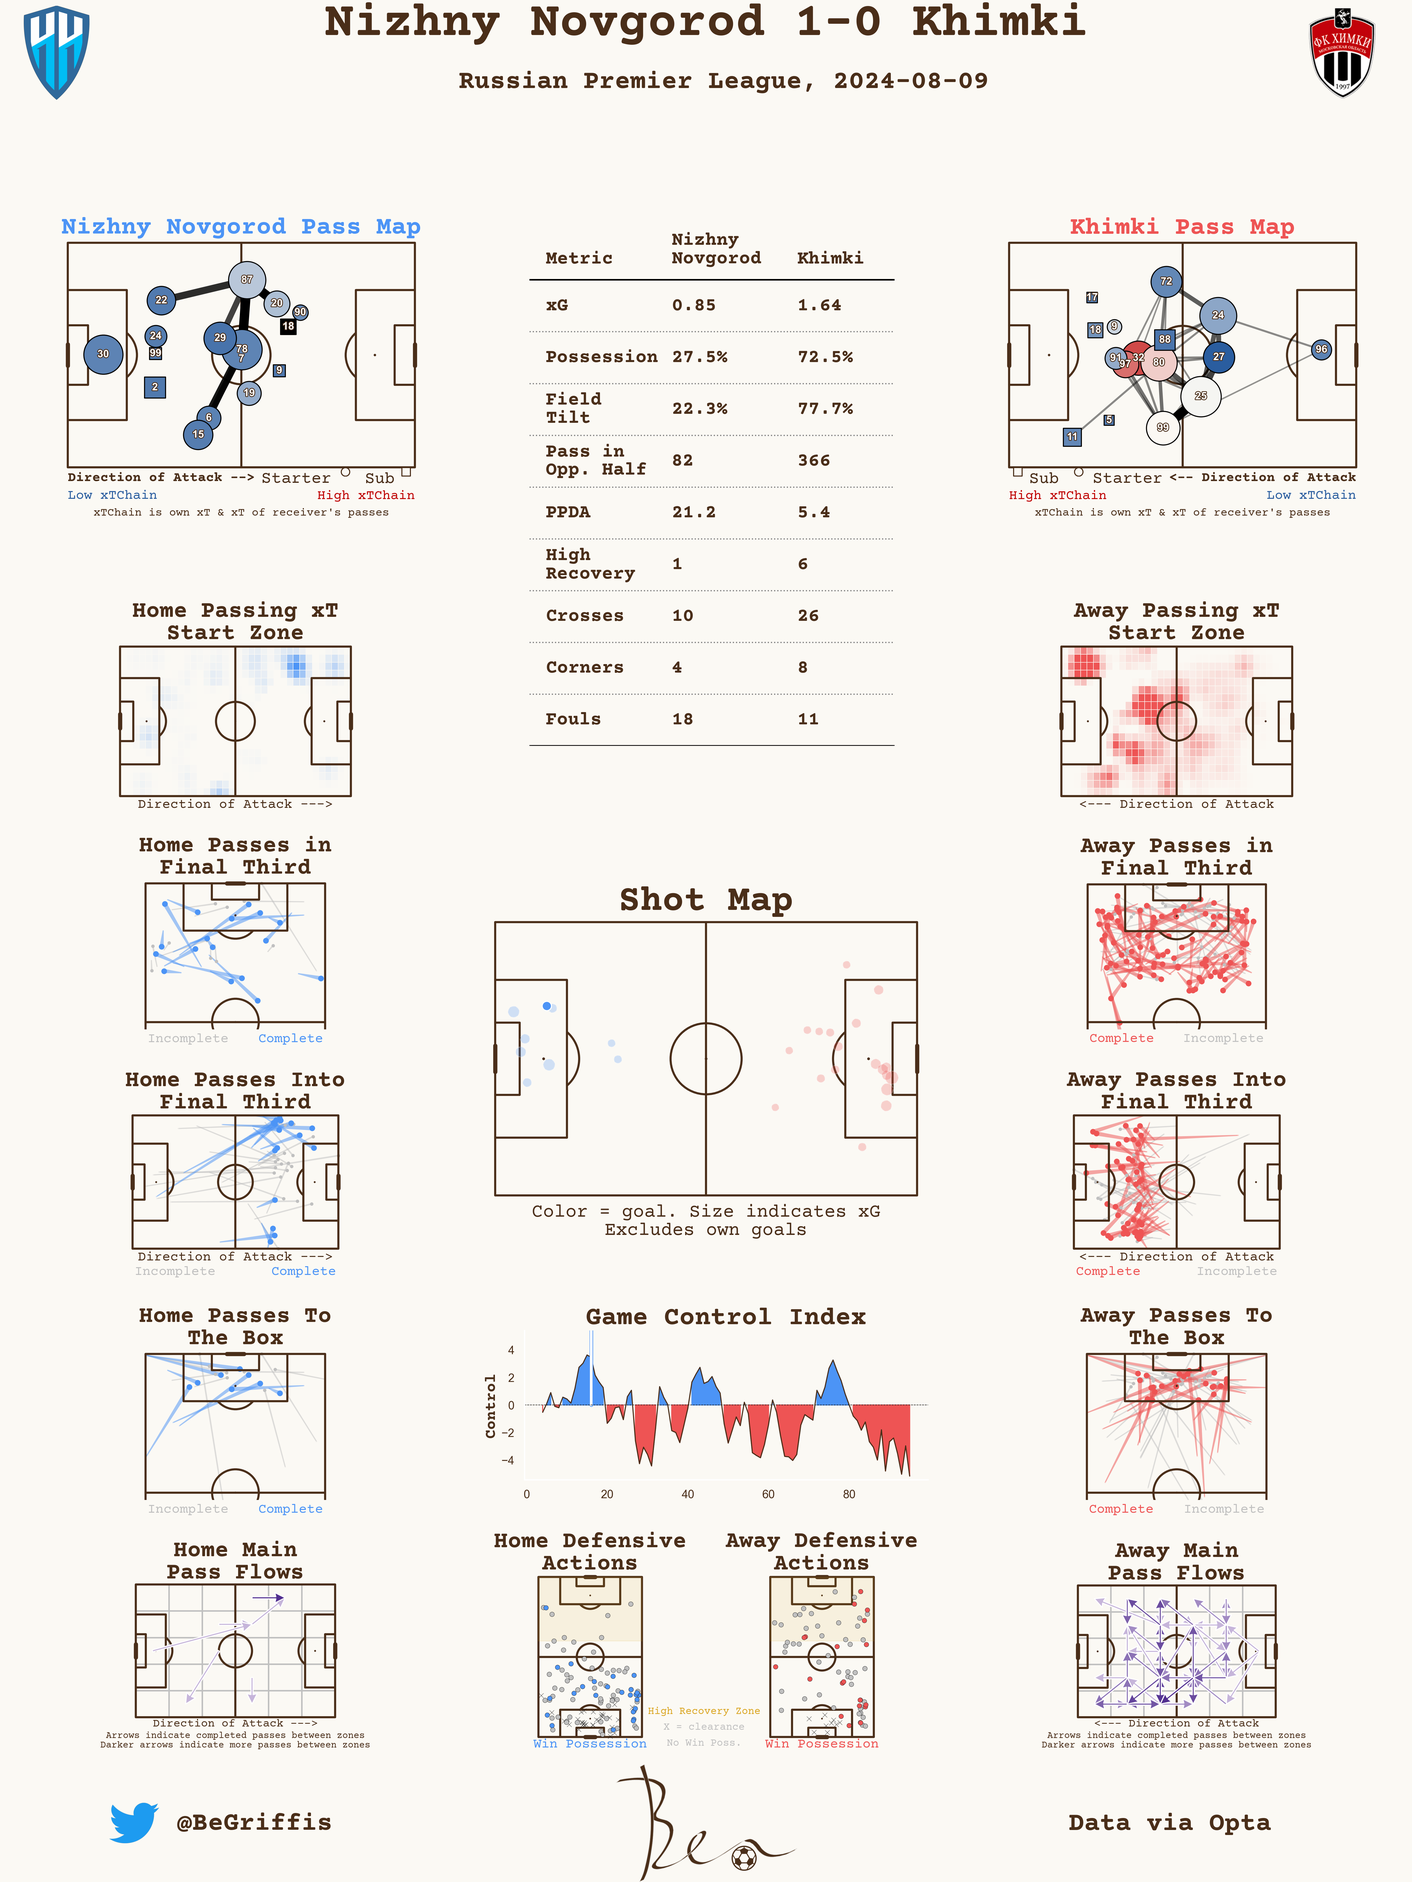 Nizhny Novgorod 1-0 Khimki
Russian Premier League, 2024-08-09
ФК ХИМКИ
МОСКОВСКАЯ ОБЛАСТЬ
1997
Nizhny Novgorod Pass Map
22
87
20
90
18
24
99
29
78
7
30
2
9
19
6
15
Direction of Attack --> Starter Sub
Low xTChain High xTChain
xTChain is own xT & xT of receiver's passes
Metric Nizhny Novgorod Khimki
xG 0.85 1.64
Possession 27.5% 72.5%
Field Tilt 22.3% 77.7%
Pass in Opp. Half 82 366
PPDA 21.2 5.4
High Recovery 1 6
Crosses 10 26
Corners 4 8
Fouls 18 11
Khimki Pass Map
72
17
24
18
9
88
96
91
97
32
80
27
25
5
99
11
Sub Starter <-- Direction of Attack
High xTChain Low xTChain
xTChain is own xT & xT of receiver's passes
Home Passing xT
Start Zone
Direction of Attack --->
Away Passing xT
Start Zone
<--- Direction of Attack
Home Passes in
Final Third
Incomplete Complete
Away Passes in
Final Third
Complete Incomplete
Shot Map
Color = goal. Size indicates xG
Excludes own goals
Home Passes Into
Final Third
Direction of Attack --->
Incomplete Complete
Away Passes Into
Final Third
<--- Direction of Attack
Complete Incomplete
Home Passes To
The Box
Incomplete Complete
Game Control Index
Control
4
2
0
−2
−4
0 20 40 60 80
Away Passes To
The Box
Complete Incomplete
Home Main
Pass Flows
Direction of Attack --->
Arrows indicate completed passes between zones
Darker arrows indicate more passes between zones
Home Defensive
Actions
Win Possession
High Recovery Zone
X = clearance
No Win Poss.
Away Defensive
Actions
Win Possession
Away Main
Pass Flows
<--- Direction of Attack
Arrows indicate completed passes between zones
Darker arrows indicate more passes between zones
@BeGriffis
Ben
Data via Opta